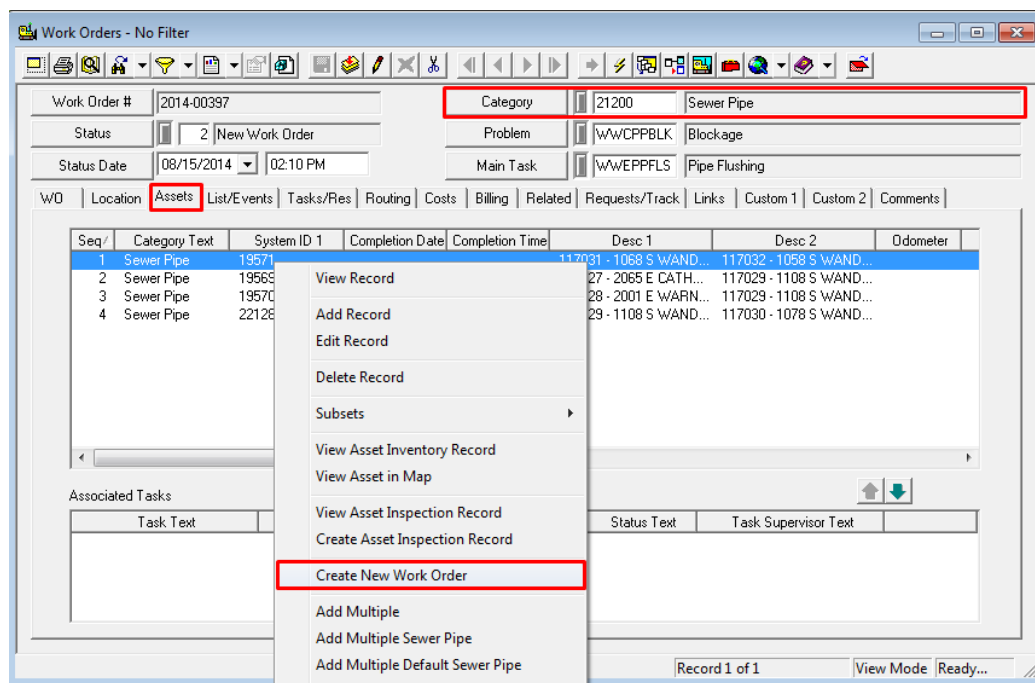 Work Orders - No Filter
Work Order # 2014-00397 Category 21200 Sewer Pipe
Status 2 New Work Order Problem WWCPPBLK Blockage
Status Date 08/15/2014 02:10 PM Main Task WWEPPFLS Pipe Flushing
WO Location Assets List/Events Tasks/Res Routing Costs Billing Related Requests/Track Links Custom 1 Custom 2 Comments
Seq Category Text System ID 1 Completion Date Completion Time Desc 1 Desc 2 Odometer
1 Sewer Pipe 19571 117031 - 1068 S WAND... 117032 - 1058 S WAND...
2 Sewer Pipe 19569 27 - 2065 E CATH... 117029 - 1108 S WAND...
3 Sewer Pipe 19570 28 - 2001 E WARN... 117029 - 1108 S WAND...
4 Sewer Pipe 22128 29 - 1108 S WAND... 117030 - 1078 S WAND...
View Record
Add Record
Edit Record
Delete Record
Subsets
View Asset Inventory Record
View Asset in Map
View Asset Inspection Record
Create Asset Inspection Record
Create New Work Order
Add Multiple
Add Multiple Sewer Pipe
Add Multiple Default Sewer Pipe
Associated Tasks
Task Text Status Text Task Supervisor Text
Record 1 of 1 View Mode Ready...